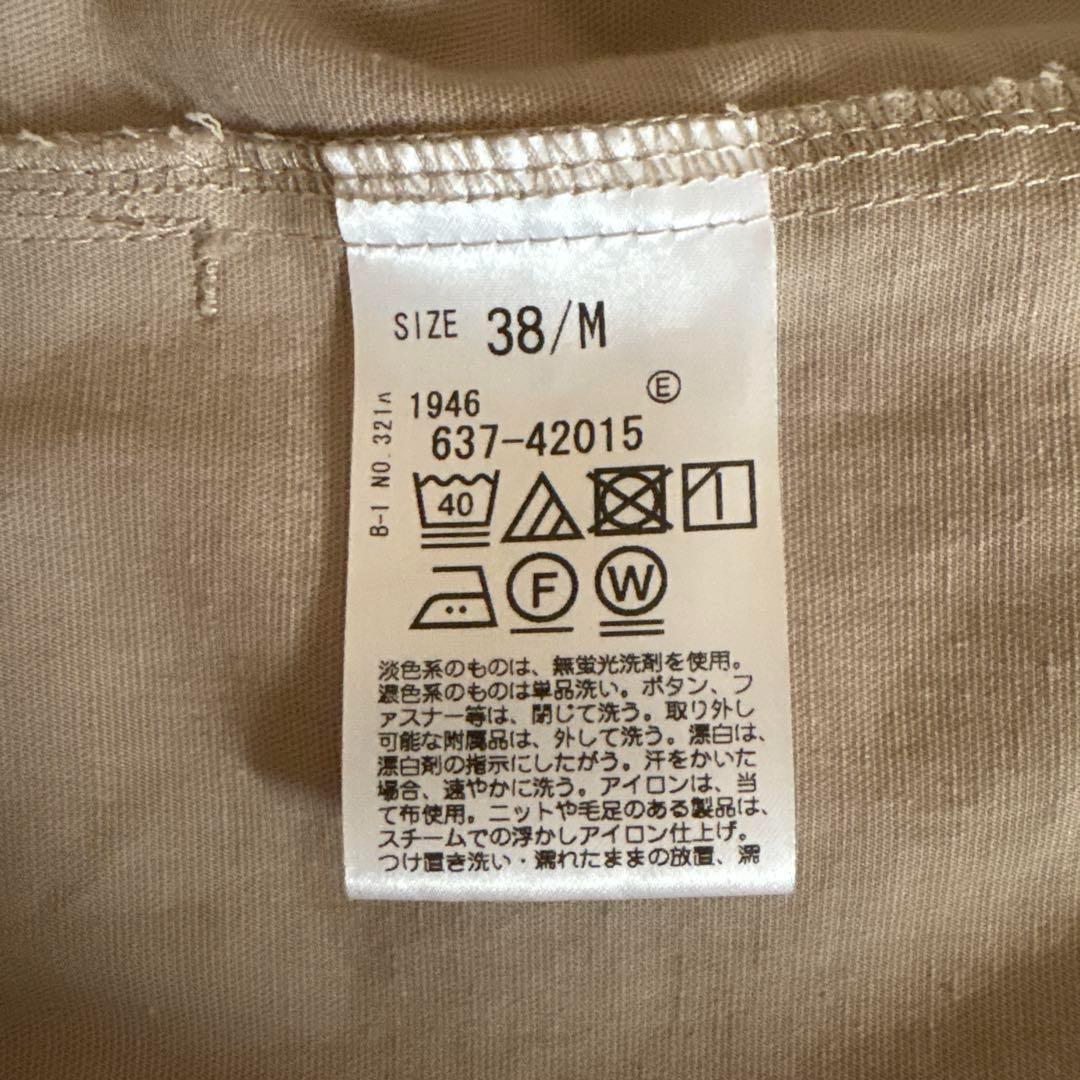 SIZE 38/M
Ⓔ
1946
637-42015
B-1 NO.321A
40
F W
淡色系のものは、無蛍光洗剤を使用。
濃色系のものは単品洗い。ボタン、フ
ァスナー等は、閉じて洗う。取り外し
可能な附属品は、外して洗う。漂白は、
漂白剤の指示にしたがう。汗をかいた
場合、速やかに洗う。アイロンは、当
て布使用。ニットや毛足のある製品は、
スチームでの浮かしアイロン仕上げ。
つけ置き洗い・濡れたままの放置、濡